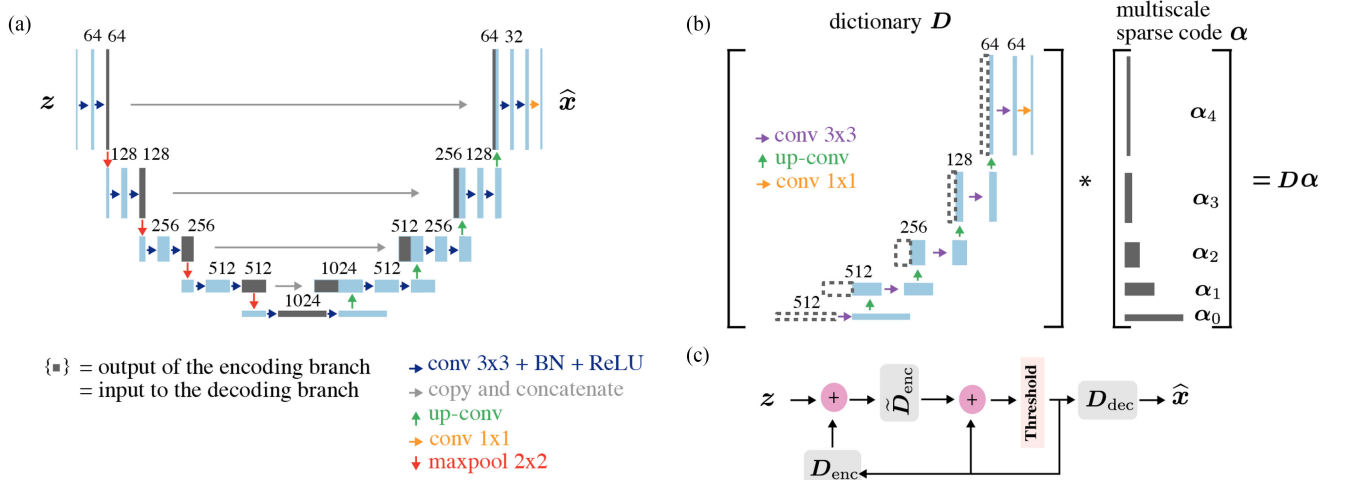 (a)
64 64
64 32
z
x̂
128 128
256 128
256 256
512 256
512 512
1024 512
1024
{▪} = output of the encoding branch
= input to the decoding branch
conv 3x3 + BN + ReLU
copy and concatenate
up-conv
conv 1x1
maxpool 2x2
(b)
dictionary D
multiscale
sparse code α
64 64
conv 3x3
up-conv
conv 1x1
128
256
512
512
*
α₄
α₃
α₂
α₁
α₀
= Dα
(c)
z
+
D̃enc
+
Threshold
Ddec
x̂
Denc